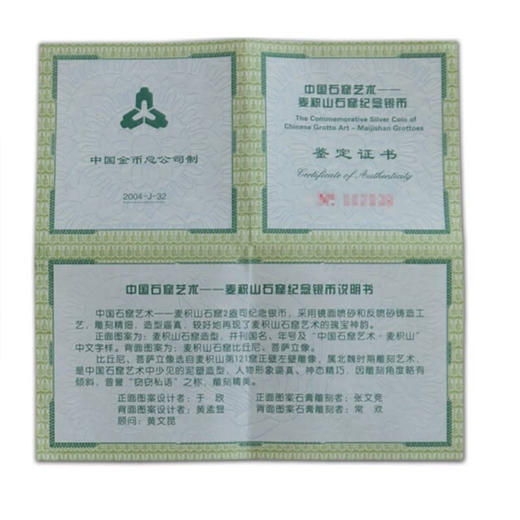 中国金币总公司制
2004-J-32
中国石窟艺术——
麦积山石窟纪念银币
The Commemorative Silver Coin of
Chinese Grotto Art - Maijishan Grottoes
鉴定证书
Certificate of Authenticity
中国石窟艺术——麦积山石窟纪念银币说明书
中国石窟艺术——麦积山石窟2盎司纪念银币，采用镜面喷砂和反喷砂铸造工
艺，雕刻精细，造型逼真，较好地再现了麦积山石窟艺术的瑰宝神韵。
正面图案为：麦积山石窟造型，并刊国名、年号及“中国石窟艺术·麦积山”
中文字样。背面图案为：麦积山石窟比丘尼、菩萨立像。
比丘尼、菩萨立像选自麦积山第121窟正壁左壁雕像，属北魏时期雕刻艺术，
是中国石窟艺术中少见的泥塑造型，人物形象逼真、神态精巧，因雕刻角度略有
倾斜，曾景“窃窃私语”之称，雕刻精美。
正面图案设计者：于 欣 正面图案石膏雕刻者：张文竞
背面图案设计者：黄孟显 背面图案石膏雕刻者：常 欢
顾问：黄文昆